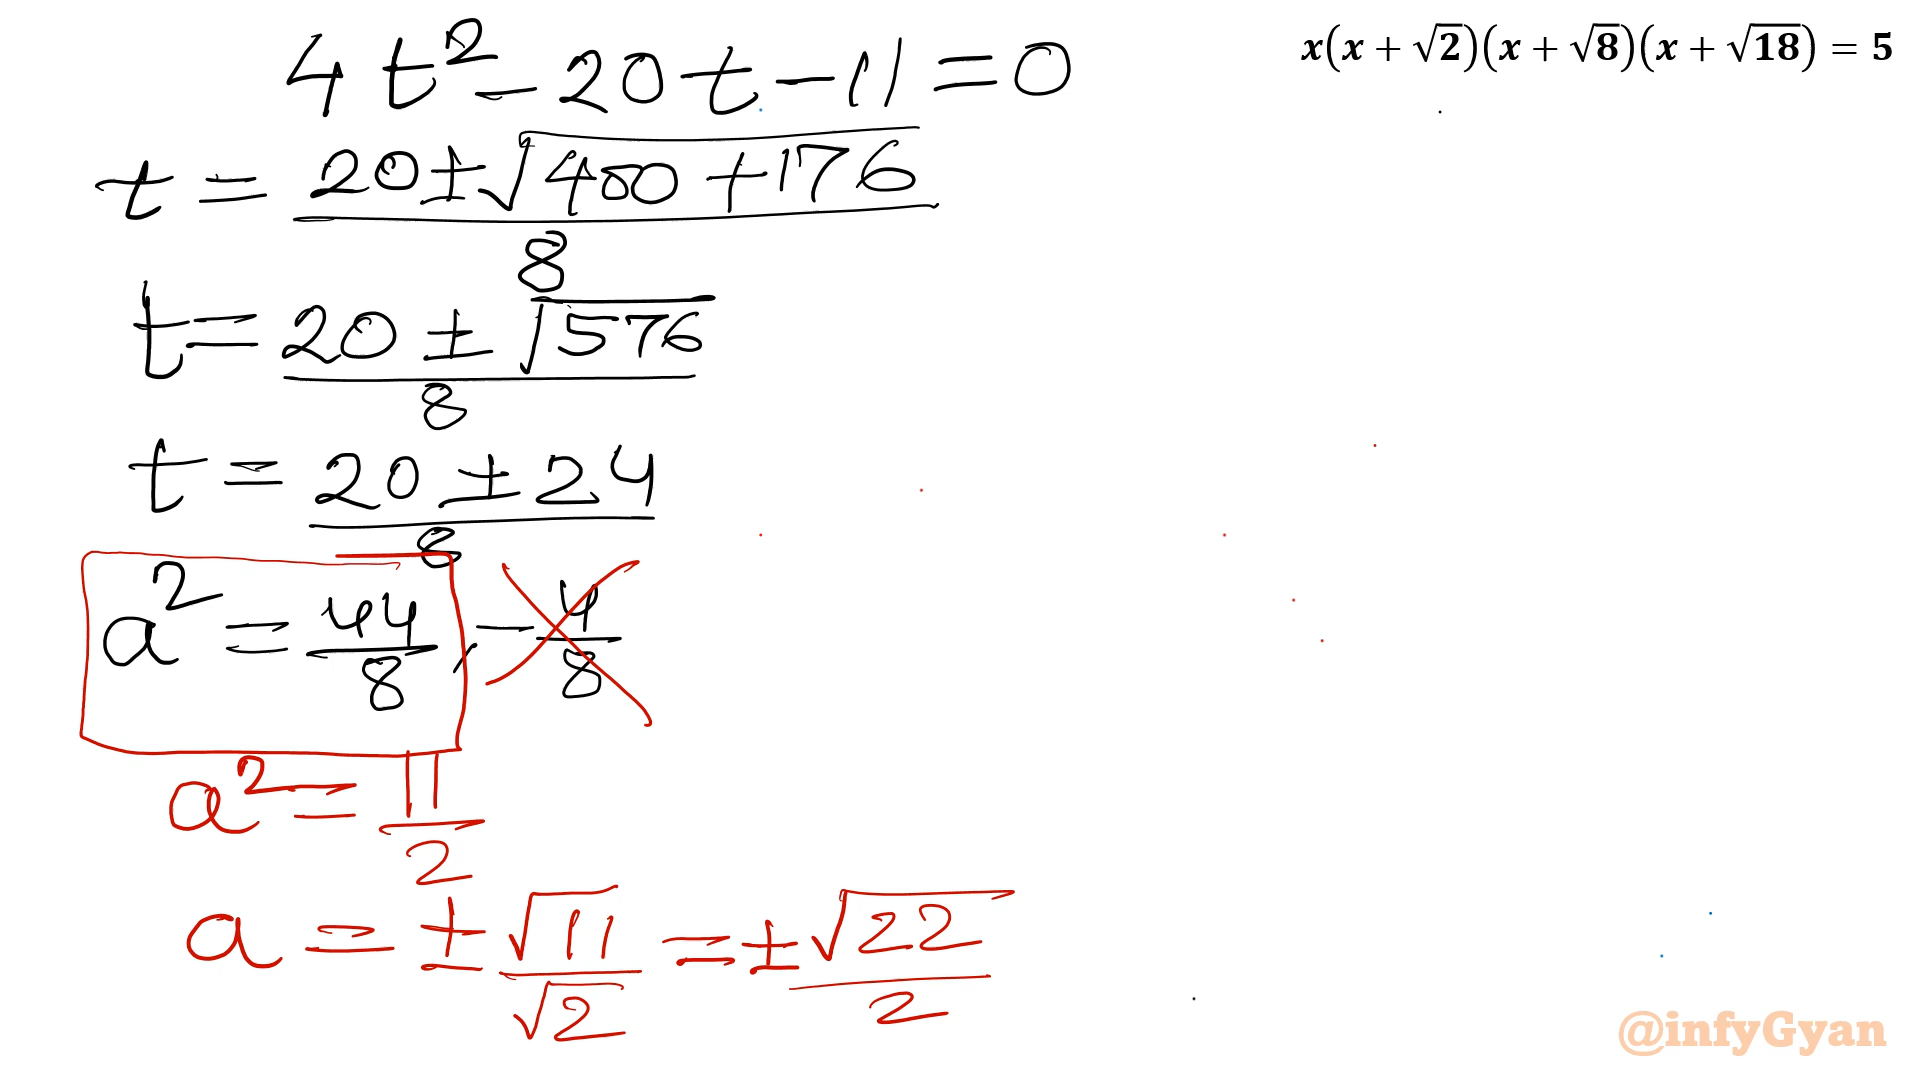 4t² - 20t - 11 = 0
x(x + √2)(x + √8)(x + √18) = 5
t = (20 ± √(400 + 176))/8
t = (20 ± √576)/8
t = (20 ± 24)/8
a² = 44/8, -4/8
a² = 11/2
a = ± √11/√2 = ± √22/2
@infyGyan